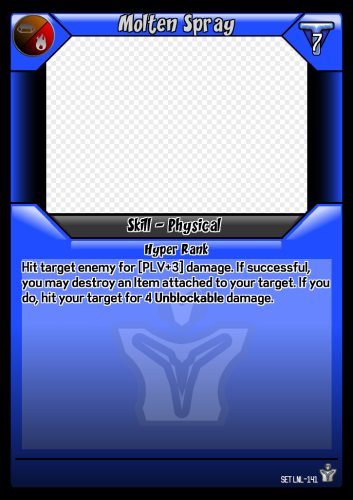 Molten Spray
7
Skill - Physical
Hyper Rank
Hit target enemy for [PLV+3] damage. If successful,
you may destroy an Item attached to your target. If you
do, hit your target for 4 Unblockable damage.
SET LNL-141